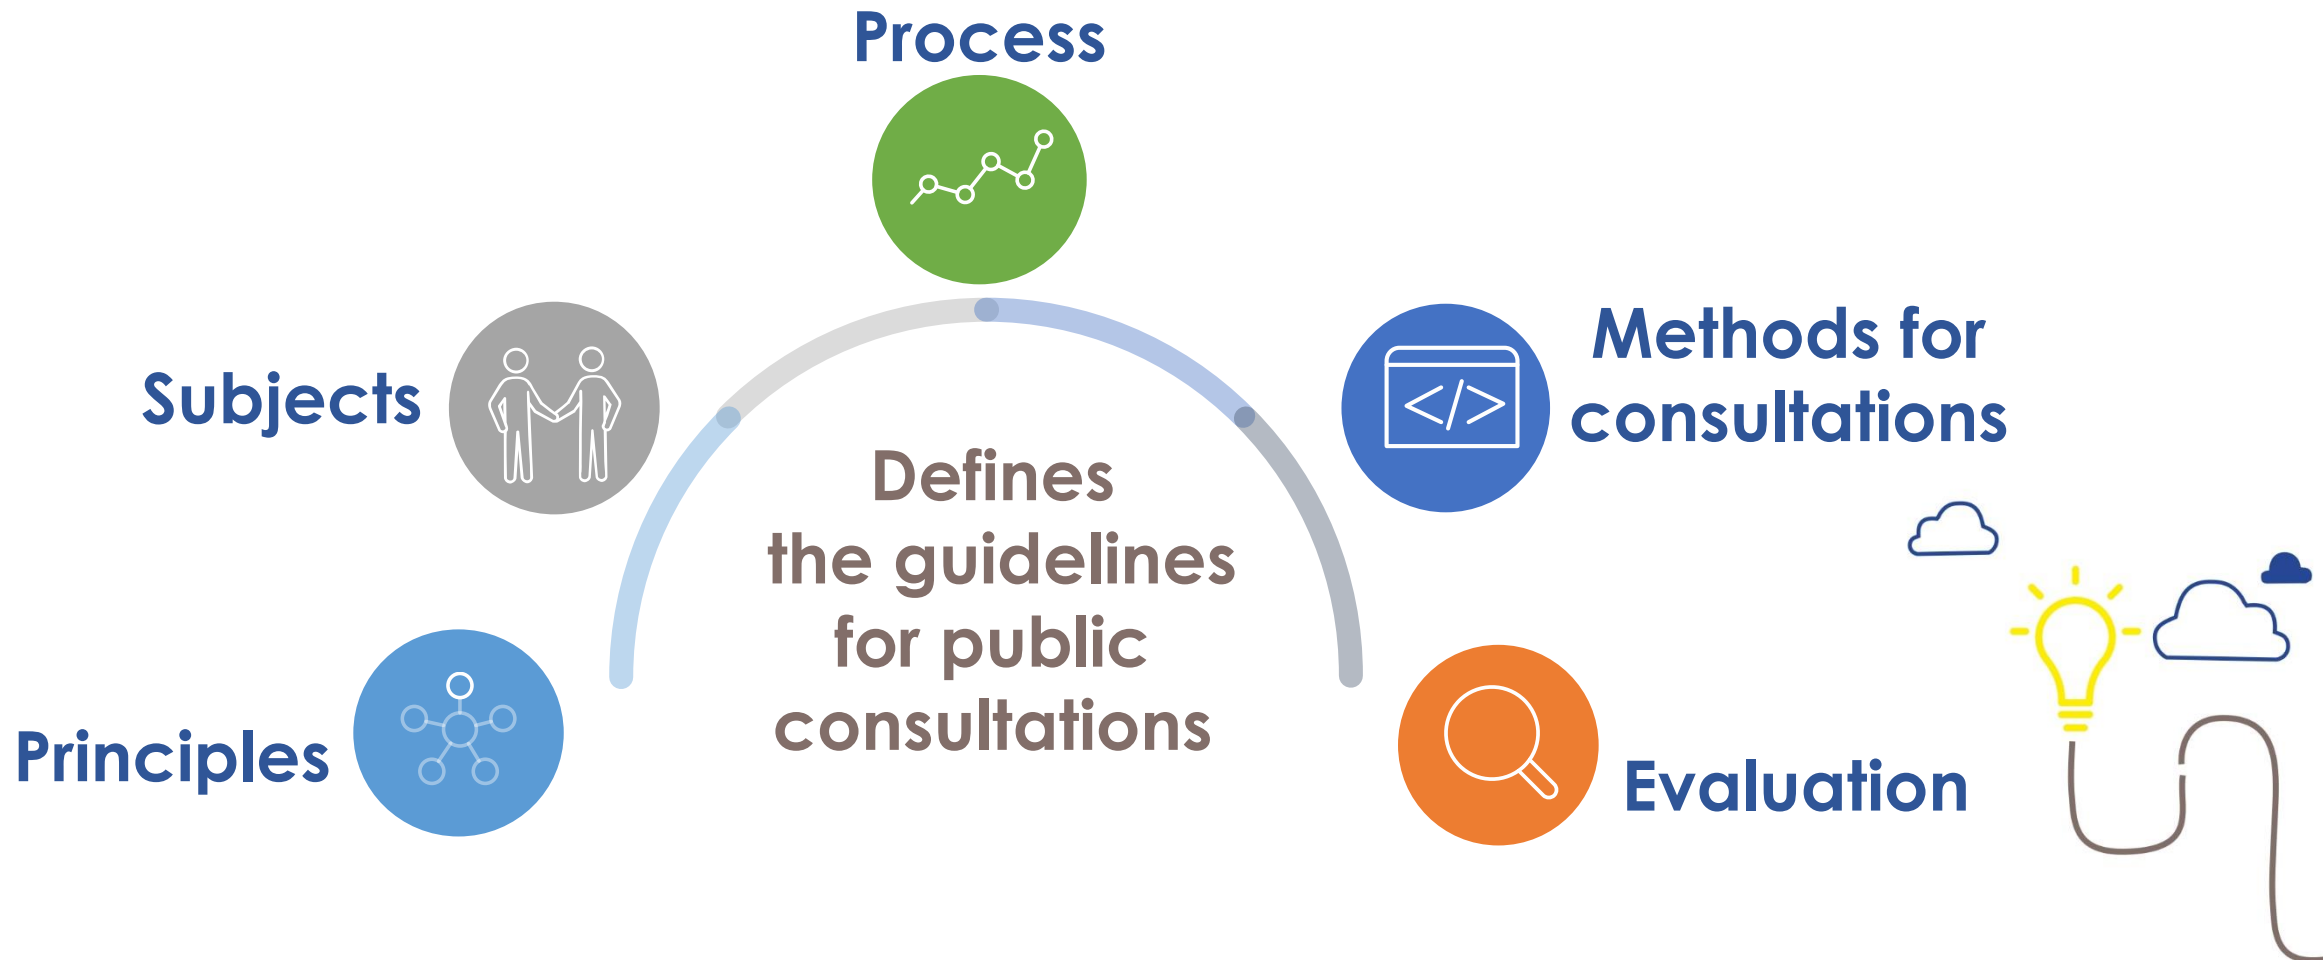 Process
Subjects
Methods for
consultations
Defines
the guidelines
for public
consultations
Principles
Evaluation
</>